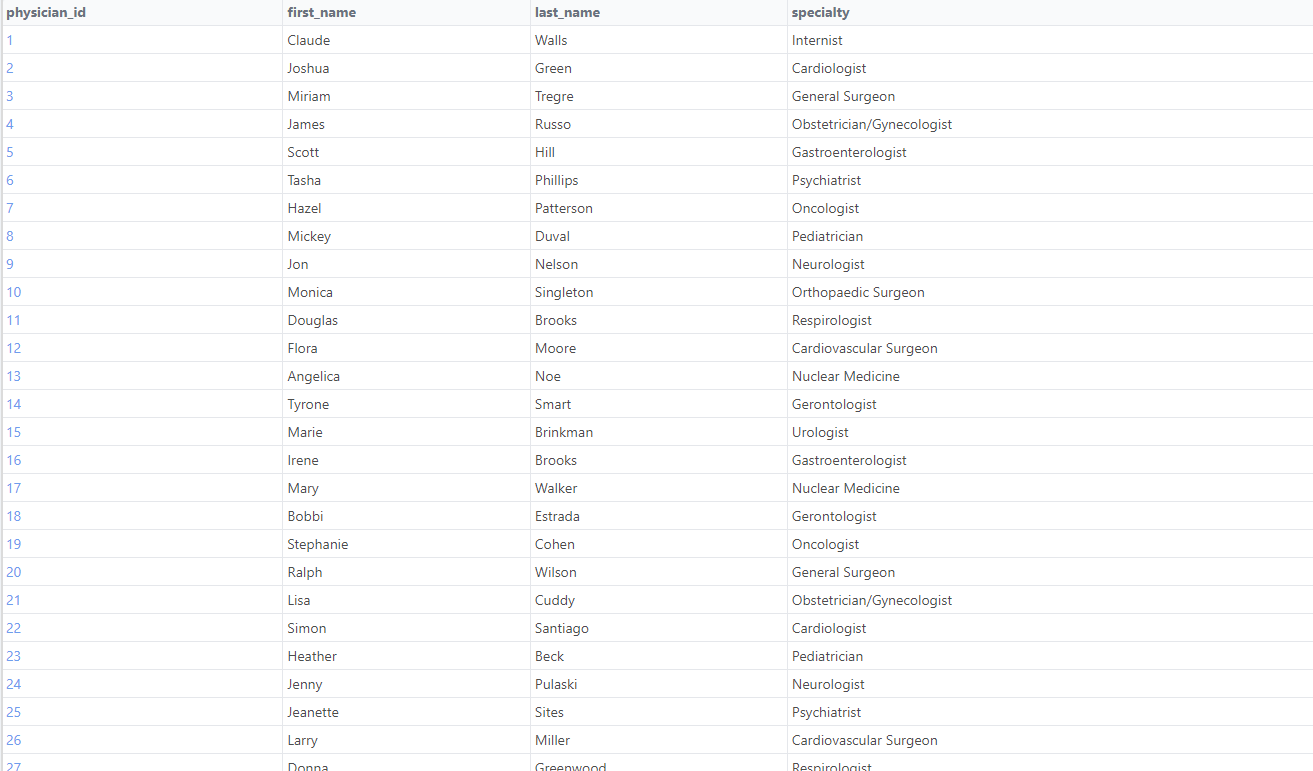 physician_id first_name last_name specialty
1 Claude Walls Internist
2 Joshua Green Cardiologist
3 Miriam Tregre General Surgeon
4 James Russo Obstetrician/Gynecologist
5 Scott Hill Gastroenterologist
6 Tasha Phillips Psychiatrist
7 Hazel Patterson Oncologist
8 Mickey Duval Pediatrician
9 Jon Nelson Neurologist
10 Monica Singleton Orthopaedic Surgeon
11 Douglas Brooks Respirologist
12 Flora Moore Cardiovascular Surgeon
13 Angelica Noe Nuclear Medicine
14 Tyrone Smart Gerontologist
15 Marie Brinkman Urologist
16 Irene Brooks Gastroenterologist
17 Mary Walker Nuclear Medicine
18 Bobbi Estrada Gerontologist
19 Stephanie Cohen Oncologist
20 Ralph Wilson General Surgeon
21 Lisa Cuddy Obstetrician/Gynecologist
22 Simon Santiago Cardiologist
23 Heather Beck Pediatrician
24 Jenny Pulaski Neurologist
25 Jeanette Sites Psychiatrist
26 Larry Miller Cardiovascular Surgeon
27 Donna Greenwood Respirologist